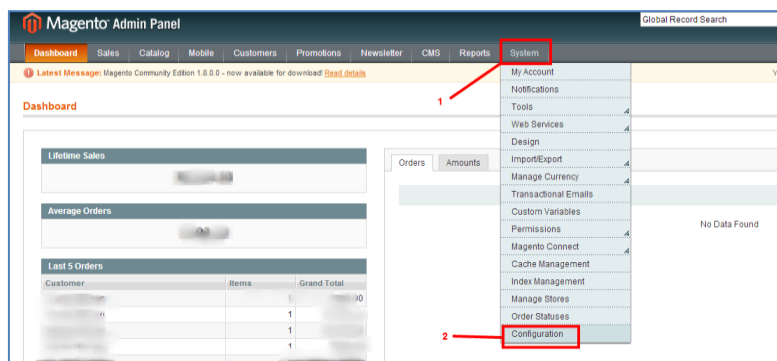 Magento Admin Panel
Global Record Search
Dashboard Sales Catalog Mobile Customers Promotions Newsletter CMS Reports System
Latest Message: Magento Community Edition 1.8.0.0 - now available for download! Read details
Y
My Account
1
Notifications
Dashboard
Tools
Web Services
Design
Lifetime Sales
Orders Amounts
Import/Export
Manage Currency
Transactional Emails
Average Orders
Custom Variables
No Data Found
Permissions
Magento Connect
Last 5 Orders
Cache Management
Customer Items Grand Total
Index Management
Manage Stores
1
Order Statuses
1
2
Configuration
1